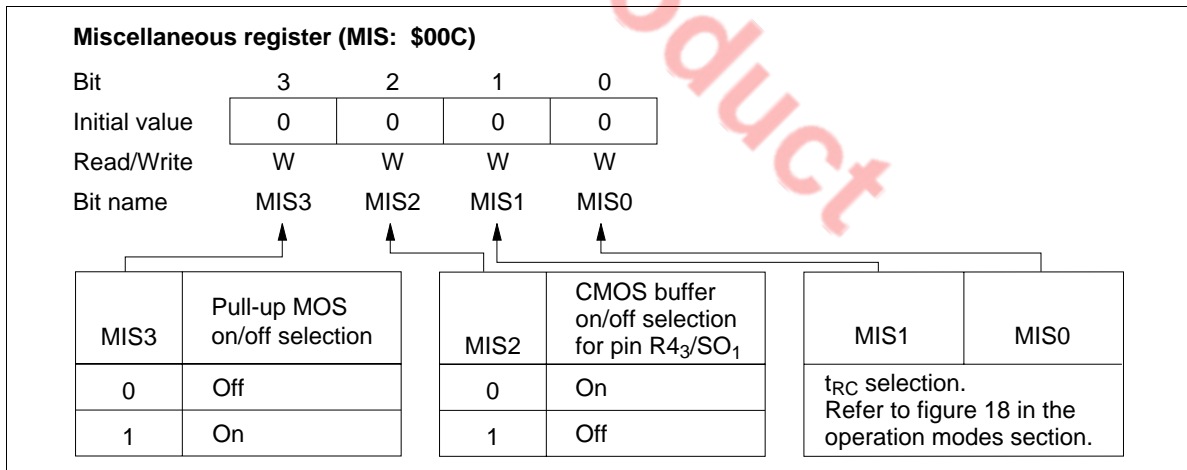 Miscellaneous register (MIS: $00C)
Bit 3 2 1 0
Initial value 0 0 0 0
Read/Write W W W W
Bit name MIS3 MIS2 MIS1 MIS0
MIS3 Pull-up MOS on/off selection
0 Off
1 On
MIS2 CMOS buffer on/off selection for pin R4₃/SO₁
0 On
1 Off
MIS1 MIS0
tRC selection.
Refer to figure 18 in the
operation modes section.